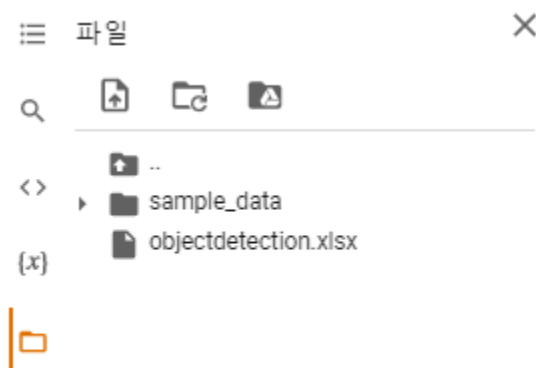 파일
..
sample_data
objectdetection.xlsx
{x}